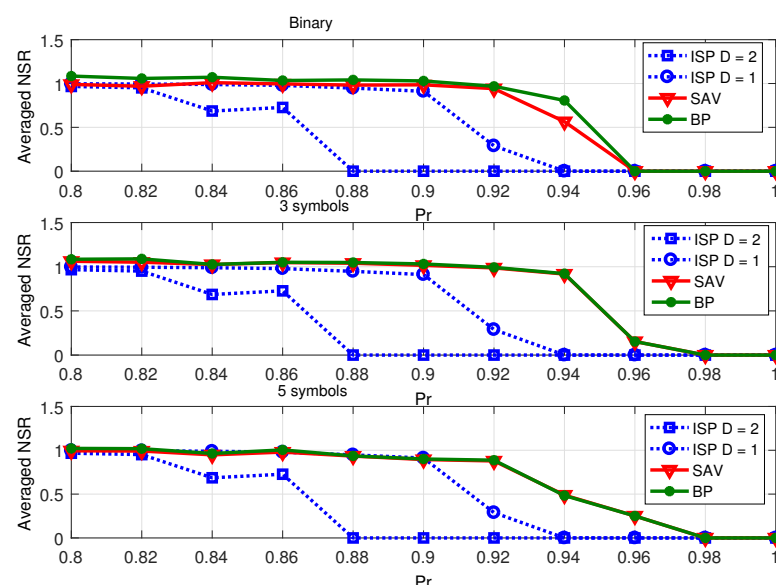 Binary
1.5
1
0.5
0
Averaged NSR
ISP D = 2
ISP D = 1
SAV
BP
0.8 0.82 0.84 0.86 0.88 0.9 0.92 0.94 0.96 0.98 1
Pr
3 symbols
1.5
1
0.5
0
Averaged NSR
ISP D = 2
ISP D = 1
SAV
BP
0.8 0.82 0.84 0.86 0.88 0.9 0.92 0.94 0.96 0.98 1
Pr
5 symbols
1.5
1
0.5
0
Averaged NSR
ISP D = 2
ISP D = 1
SAV
BP
0.8 0.82 0.84 0.86 0.88 0.9 0.92 0.94 0.96 0.98 1
Pr